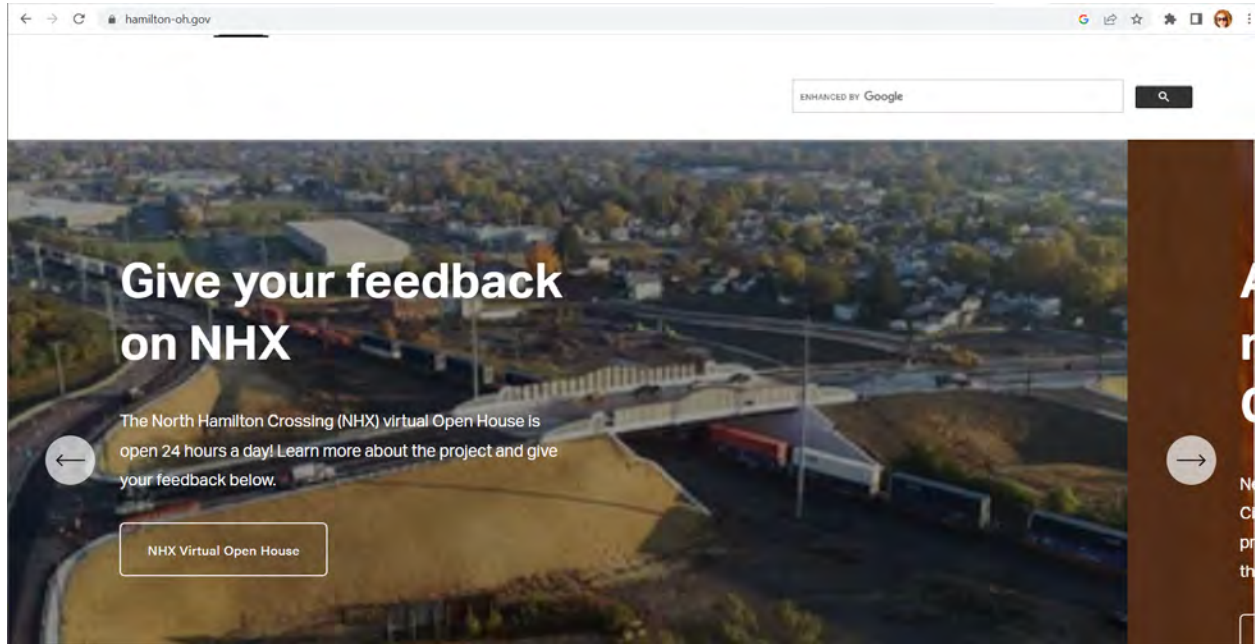 hamilton-oh.gov
ENHANCED BY Google
Give your feedback
on NHX
The North Hamilton Crossing (NHX) virtual Open House is
open 24 hours a day! Learn more about the project and give
your feedback below.
NHX Virtual Open House